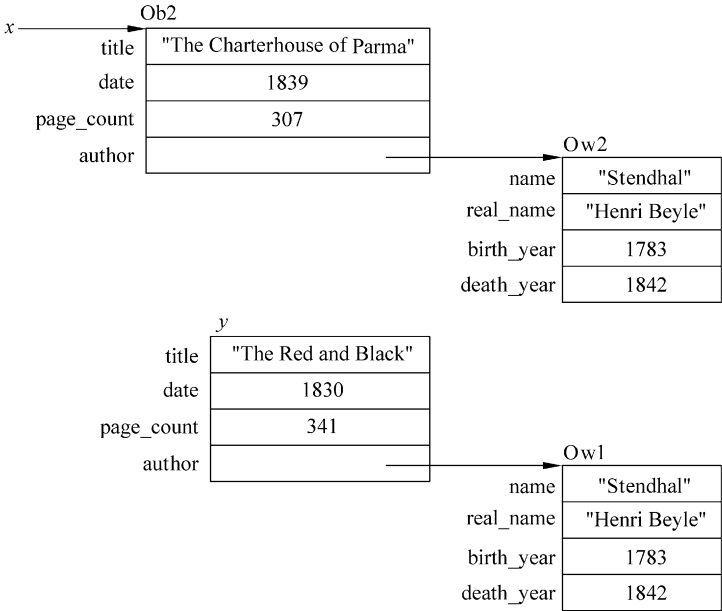 Ob2
x
title "The Charterhouse of Parma"
date 1839
page_count 307
author
Ow2
name "Stendhal"
real_name "Henri Beyle"
birth_year 1783
death_year 1842
y
title "The Red and Black"
date 1830
page_count 341
author
Ow1
name "Stendhal"
real_name "Henri Beyle"
birth_year 1783
death_year 1842